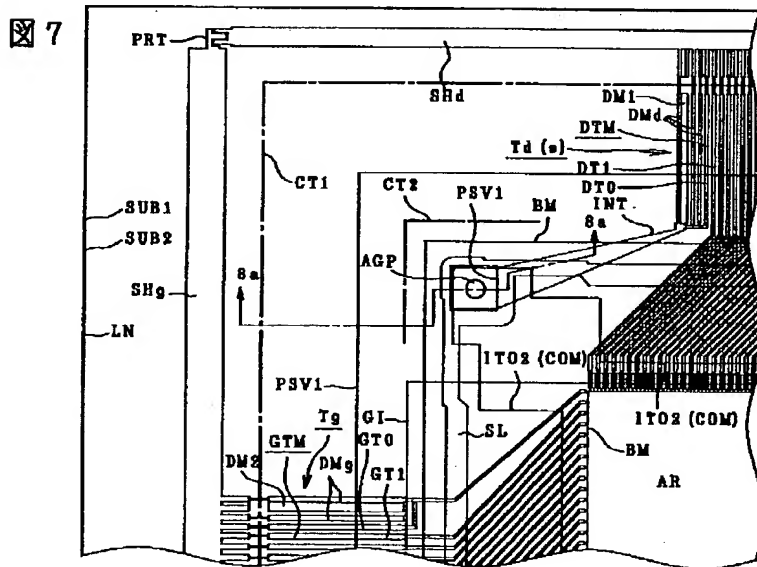 図 7
PRT
SHd
DM1
DMd
DTM
Td (s)
DT1
DT0
CT1
PSV1
CT2
BM
INT
8a
SUB1
SUB2
AGP
8a
SHg
LN
ITO2 (COM)
PSV1
Tg
GI
GT0
GTM
DM2
DMg
GT1
SL
ITO2 (COM)
BM
AR